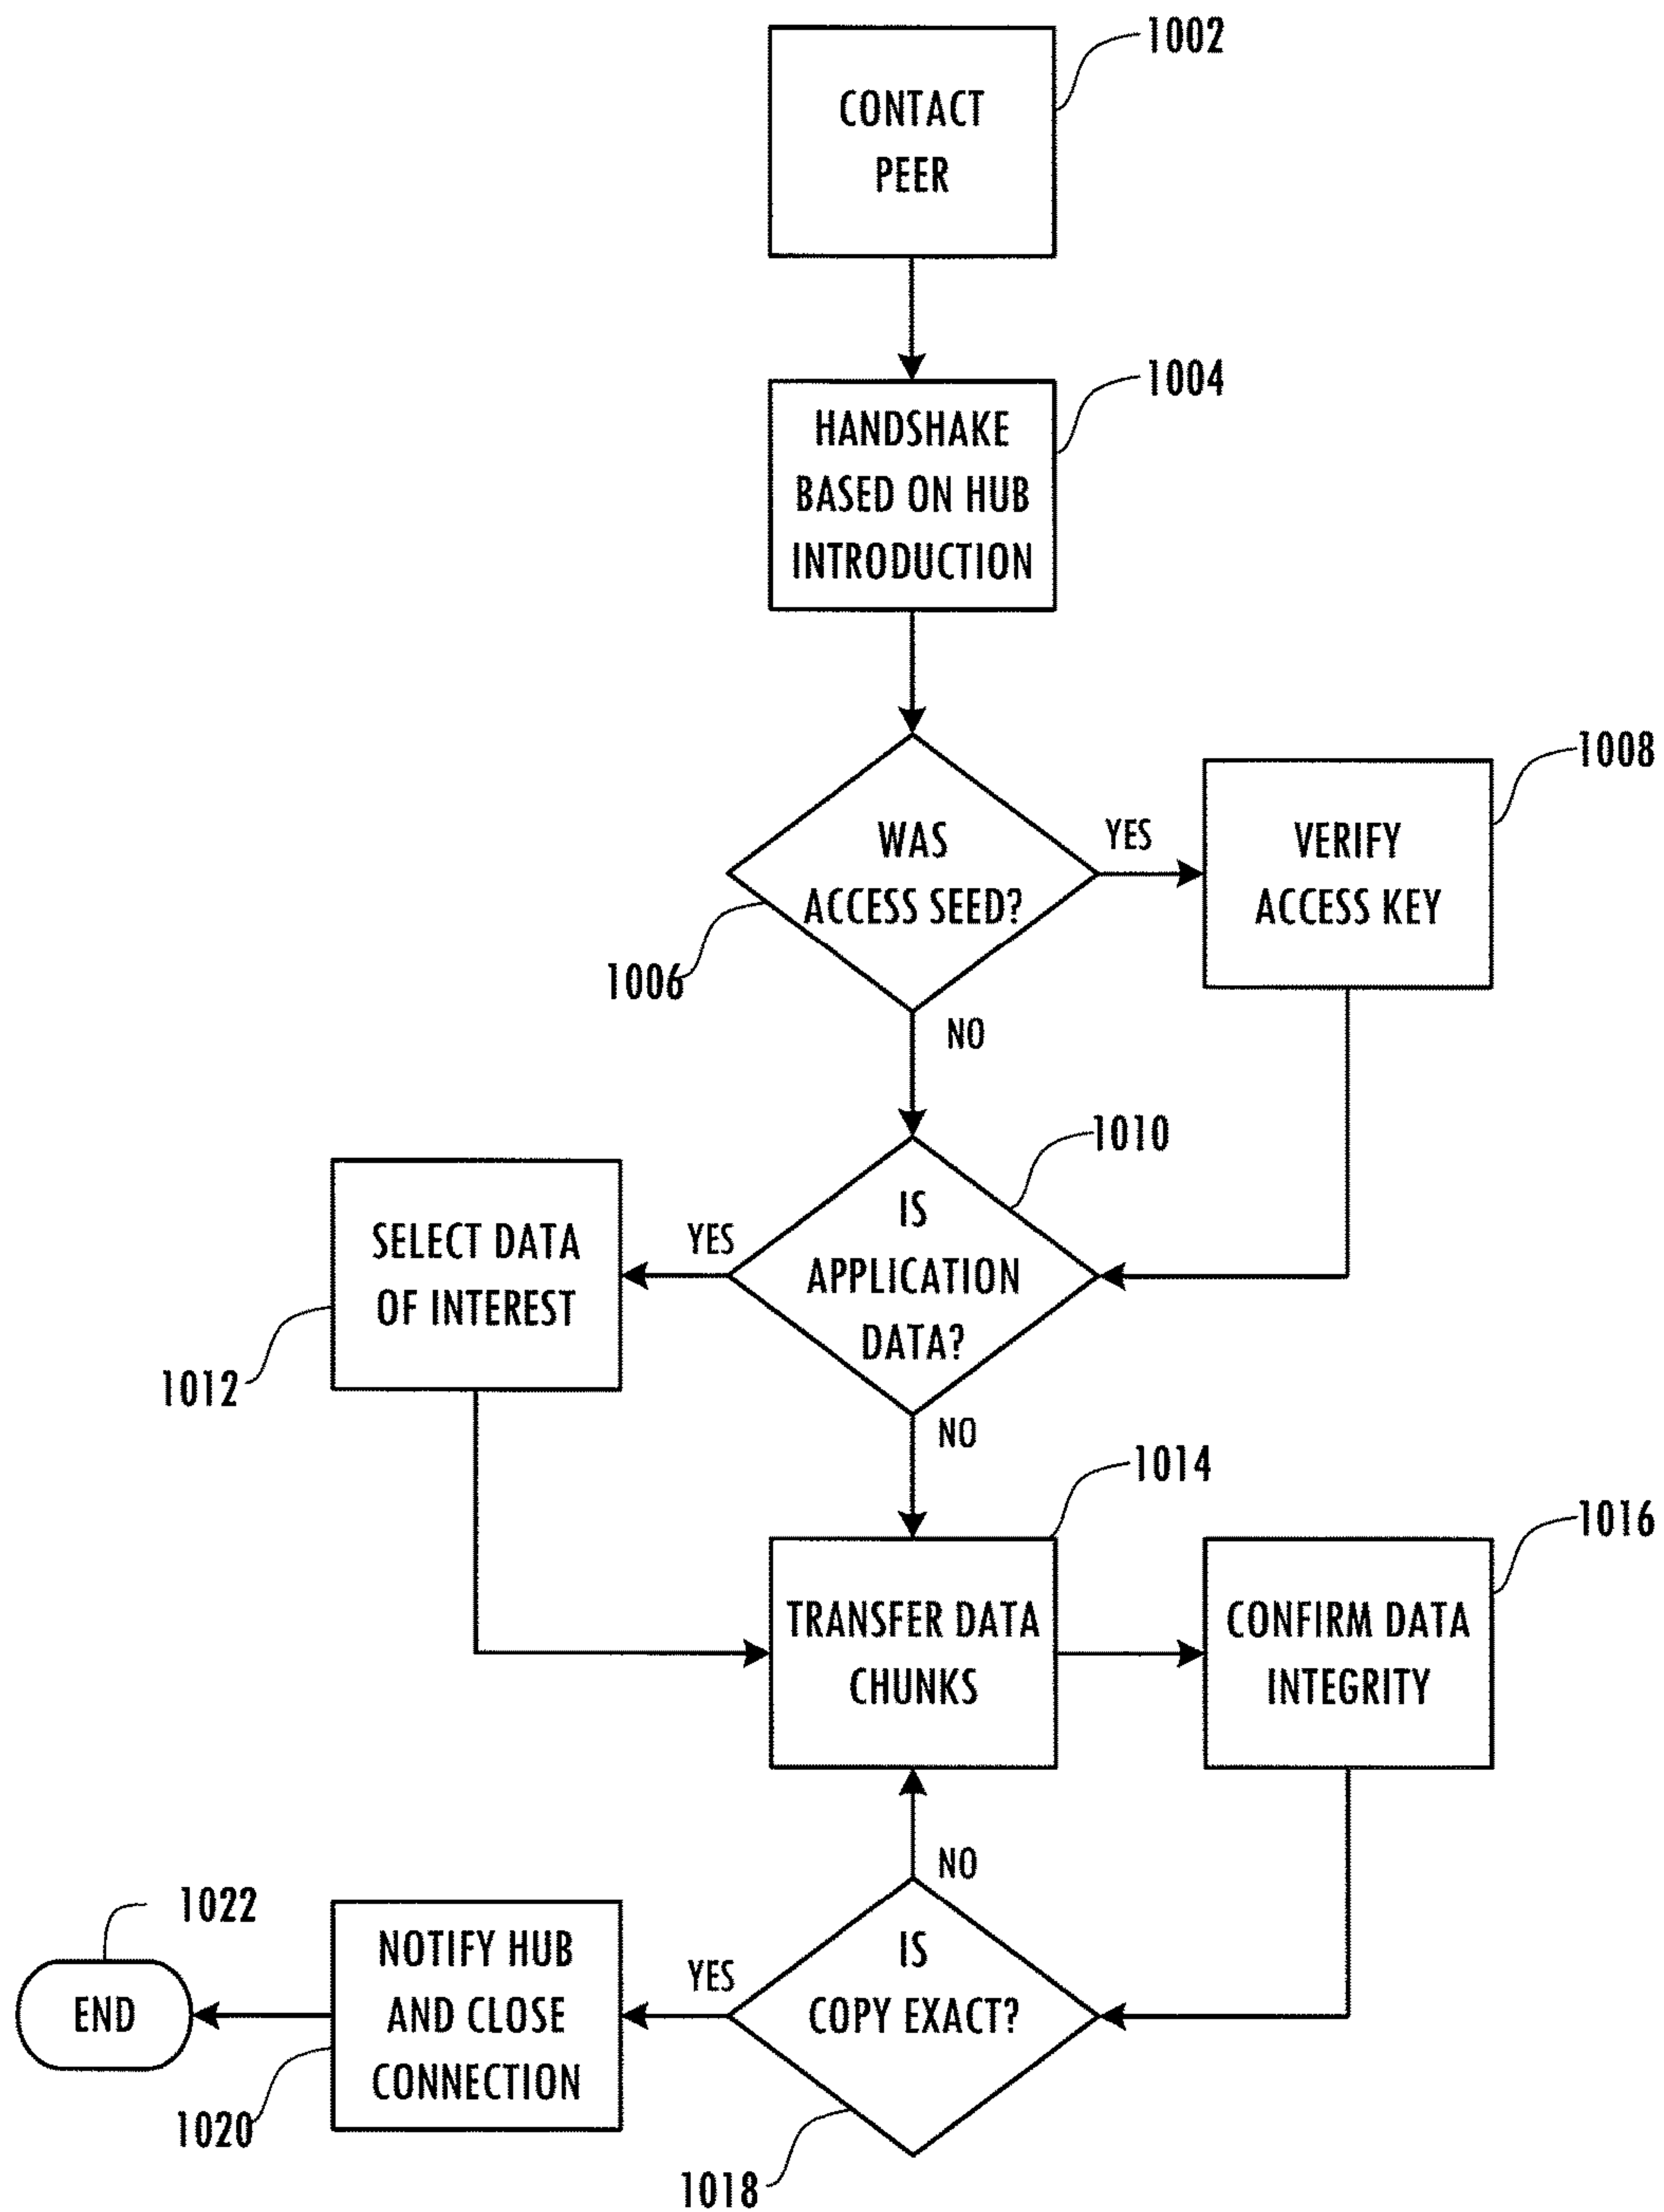 1002
CONTACT
PEER
1004
HANDSHAKE
BASED ON HUB
INTRODUCTION
1008
WAS
ACCESS SEED?
YES
VERIFY
ACCESS KEY
1006
NO
1010
IS
APPLICATION
DATA?
YES
SELECT DATA
OF INTEREST
1012
NO
1014
1016
TRANSFER DATA
CHUNKS
CONFIRM DATA
INTEGRITY
NO
1022
IS
COPY EXACT?
YES
NOTIFY HUB
AND CLOSE
CONNECTION
END
1020
1018